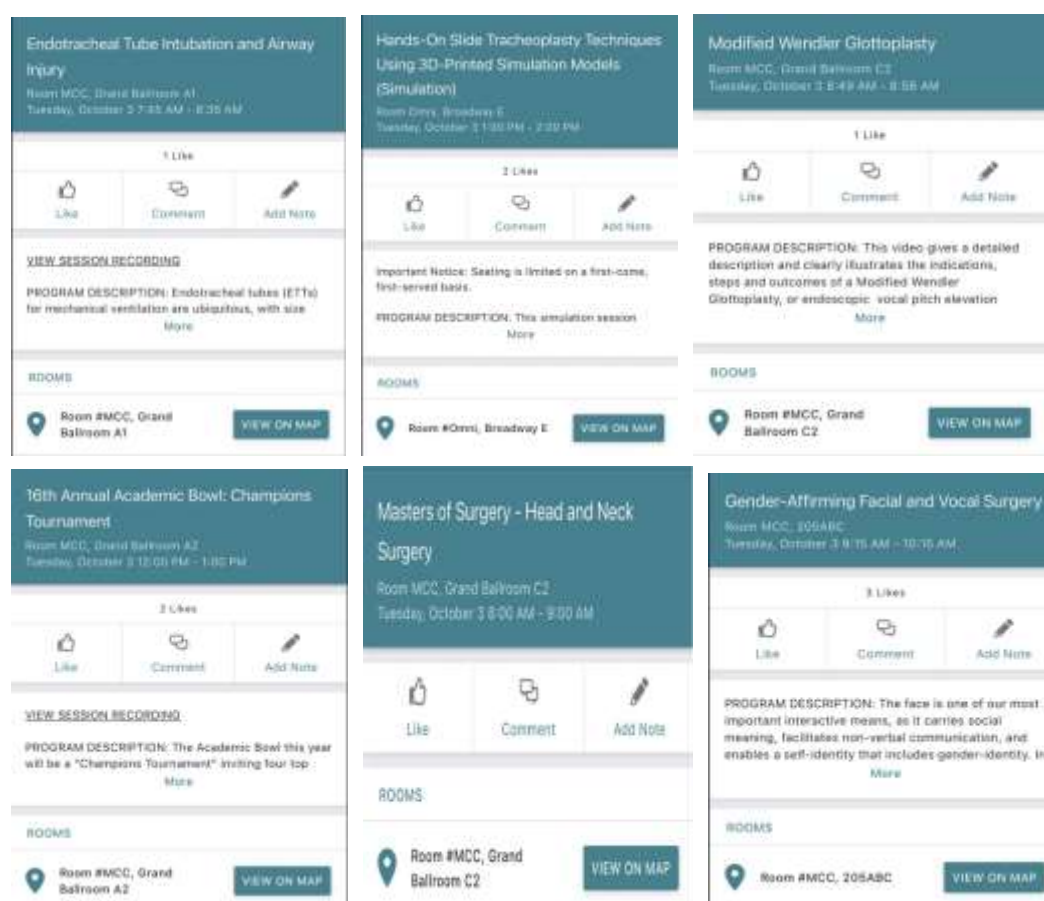 Endotracheal Tube Intubation and Airway
Injury
Room MCC, Grand Ballroom A1
Tuesday, October 3 7:45 AM - 8:35 AM
1 Like
Like
Comment
Add Note
VIEW SESSION RECORDING
PROGRAM DESCRIPTION: Endotracheal tubes (ETTs)
for mechanical ventilation are ubiquitous, with size
More
ROOMS
Room #MCC, Grand
Ballroom A1
VIEW ON MAP
Hands-On Slide Tracheoplasty Techniques
Using 3D-Printed Simulation Models
(Simulation)
Room Omni, Broadway E
Tuesday, October 3 1:00 PM - 2:00 PM
2 Likes
Like
Comment
Add Note
Important Notice: Seating is limited on a first-come,
first-served basis.
PROGRAM DESCRIPTION: This simulation session
More
ROOMS
Room #Omni, Broadway E
VIEW ON MAP
Modified Wendler Glottoplasty
Room MCC, Grand Ballroom C2
Tuesday, October 3 8:49 AM - 8:56 AM
1 Like
Like
Comment
Add Note
PROGRAM DESCRIPTION: This video gives a detailed
description and clearly illustrates the indications,
steps and outcomes of a Modified Wendler
Glottoplasty, or endoscopic vocal pitch elevation
More
ROOMS
Room #MCC, Grand
Ballroom C2
VIEW ON MAP
16th Annual Academic Bowl: Champions
Tournament
Room MCC, Grand Ballroom A2
Tuesday, October 3 12:00 PM - 1:00 PM
Likes
Like
Comment
Add Note
VIEW SESSION RECORDING
PROGRAM DESCRIPTION: The Academic Bowl this year
will be a "Champions Tournament" inviting four top
More
ROOMS
Room #MCC, Grand
Ballroom A2
VIEW ON MAP
Masters of Surgery - Head and Neck
Surgery
Room MCC, Grand Ballroom C2
Tuesday, October 3 8:00 AM - 9:00 AM
Like
Comment
Add Note
ROOMS
Room #MCC, Grand
Ballroom C2
VIEW ON MAP
Gender-Affirming Facial and Vocal Surgery
Room MCC, 205ABC
Tuesday, October 3 9:15 AM - 10:15 AM
3 Likes
Like
Comment
Add Note
PROGRAM DESCRIPTION: The face is one of our most
important interactive means, as it carries social
meaning, facilitates non-verbal communication, and
enables a self-identity that includes gender-identity. In
More
ROOMS
Room #MCC, 205ABC
VIEW ON MAP